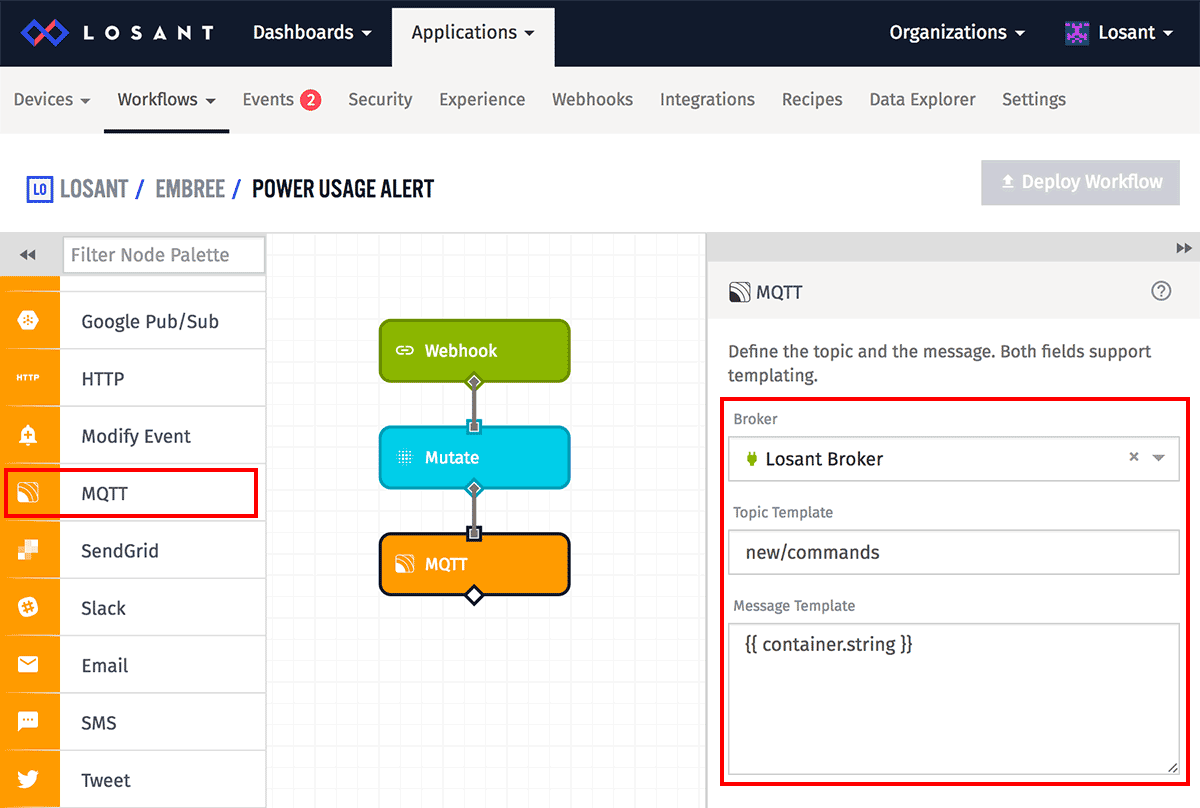 LOSANT Dashboards Applications Organizations Losant
Devices Workflows Events 2 Security Experience Webhooks Integrations Recipes Data Explorer Settings
LO LOSANT / EMBREE / POWER USAGE ALERT
Deploy Workflow
Filter Node Palette
Google Pub/Sub
HTTP HTTP
Modify Event
MQTT
SendGrid
Slack
Email
SMS
Tweet
Webhook
Mutate
MQTT
MQTT ?
Define the topic and the message. Both fields support
templating.
Broker
Losant Broker ×
Topic Template
new/commands
Message Template
{{ container.string }}